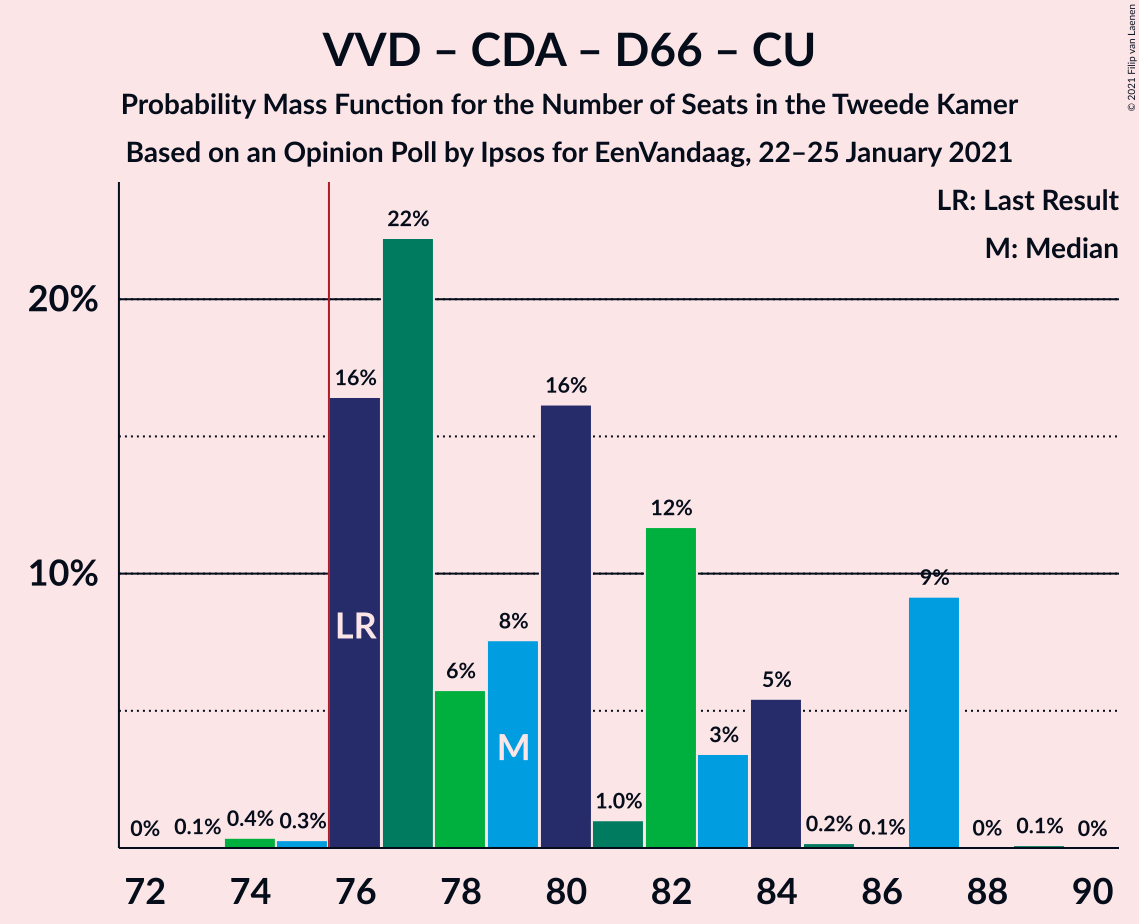 VVD – CDA – D66 – CU
Probability Mass Function for the Number of Seats in the Tweede Kamer
Based on an Opinion Poll by Ipsos for EenVandaag, 22–25 January 2021
© 2021 Filip van Laenen
LR: Last Result
M: Median
20%
10%
0%
0.1%
0.4%
0.3%
16%
22%
6%
8%
16%
1.0%
12%
3%
5%
0.2%
0.1%
9%
0%
0.1%
0%
LR
M
72 74 76 78 80 82 84 86 88 90